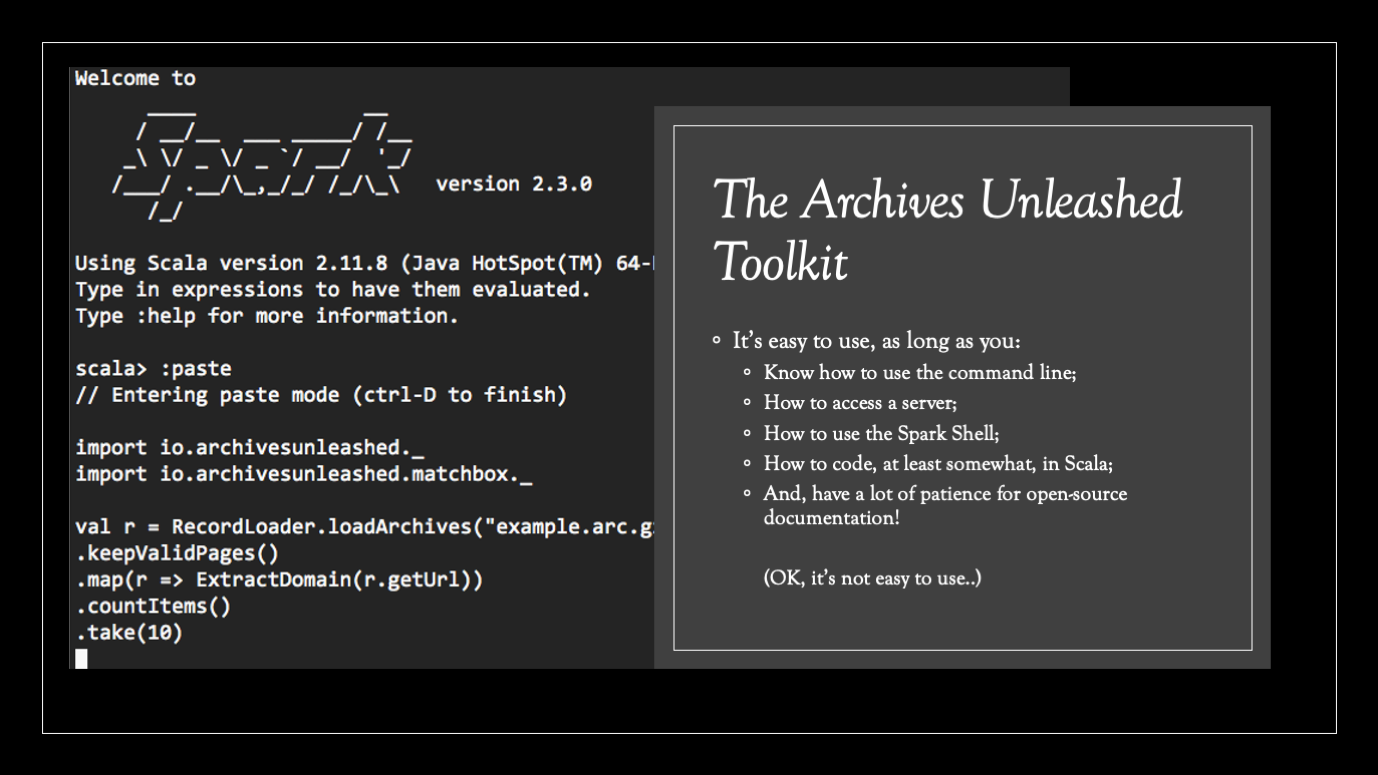 Welcome to
Spark version 2.3.0
Using Scala version 2.11.8 (Java HotSpot(TM) 64-
Type in expressions to have them evaluated.
Type :help for more information.
scala> :paste
// Entering paste mode (ctrl-D to finish)
import io.archivesunleashed._
import io.archivesunleashed.matchbox._
val r = RecordLoader.loadArchives("example.arc.g
.keepValidPages()
.map(r => ExtractDomain(r.getUrl))
.countItems()
.take(10)
The Archives Unleashed
Toolkit
It’s easy to use, as long as you:
Know how to use the command line;
How to access a server;
How to use the Spark Shell;
How to code, at least somewhat, in Scala;
And, have a lot of patience for open-source
documentation!
(OK, it’s not easy to use..)